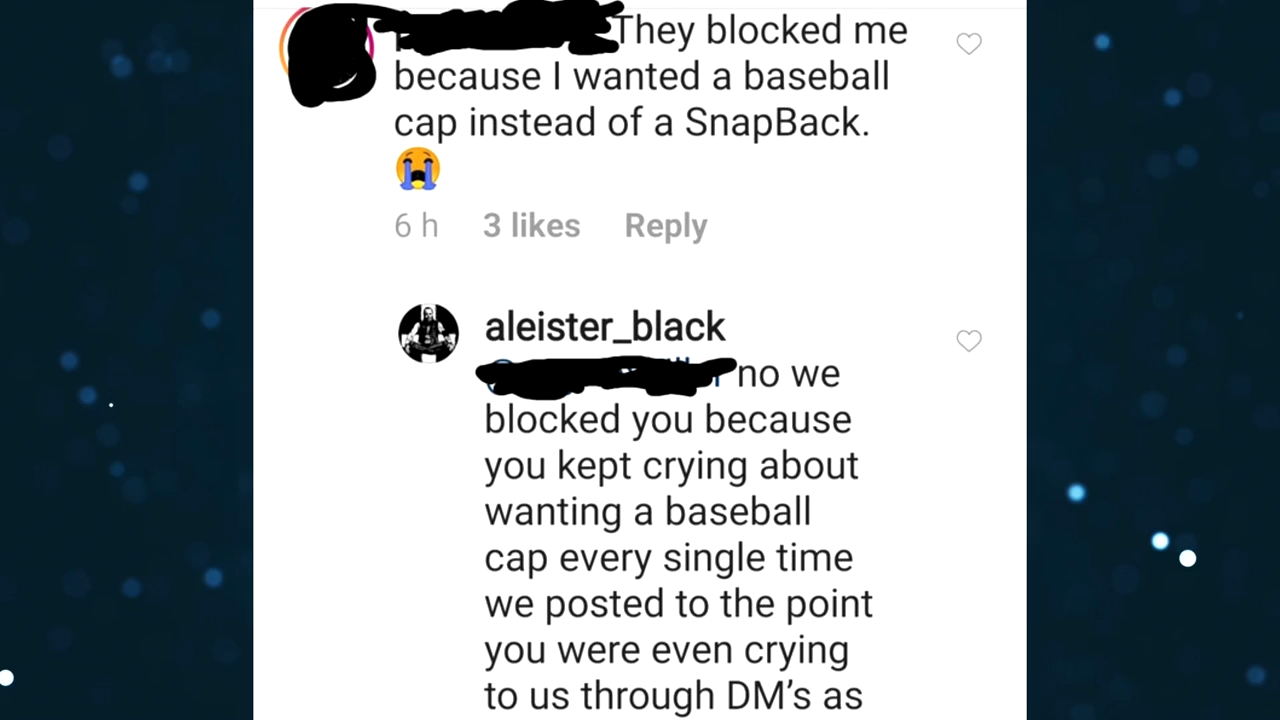 They blocked me
because I wanted a baseball
cap instead of a SnapBack.
😭
6 h 3 likes Reply
aleister_black
no we
blocked you because
you kept crying about
wanting a baseball
cap every single time
we posted to the point
you were even crying
to us through DM’s as